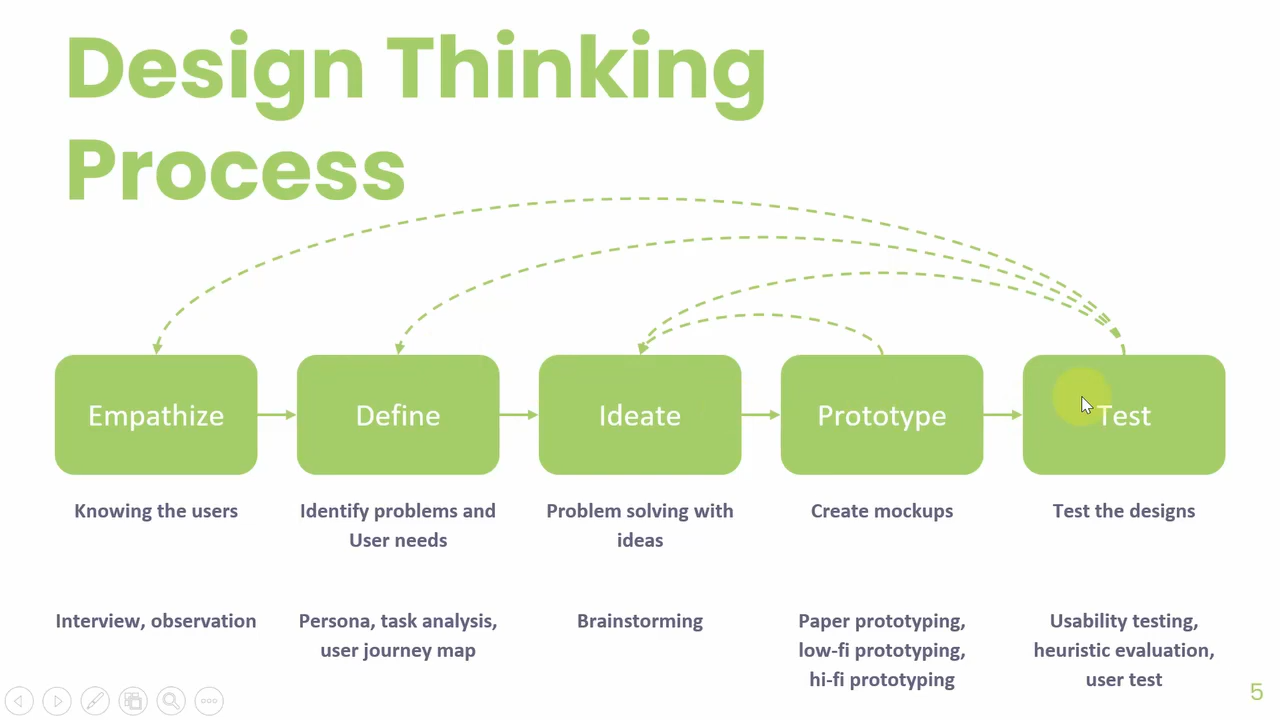 Design Thinking
Process
Empathize
Define
Ideate
Prototype
Test
Knowing the users
Identify problems and
User needs
Problem solving with
ideas
Create mockups
Test the designs
Interview, observation
Persona, task analysis,
user journey map
Brainstorming
Paper prototyping,
low-fi prototyping,
hi-fi prototyping
Usability testing,
heuristic evaluation,
user test
5